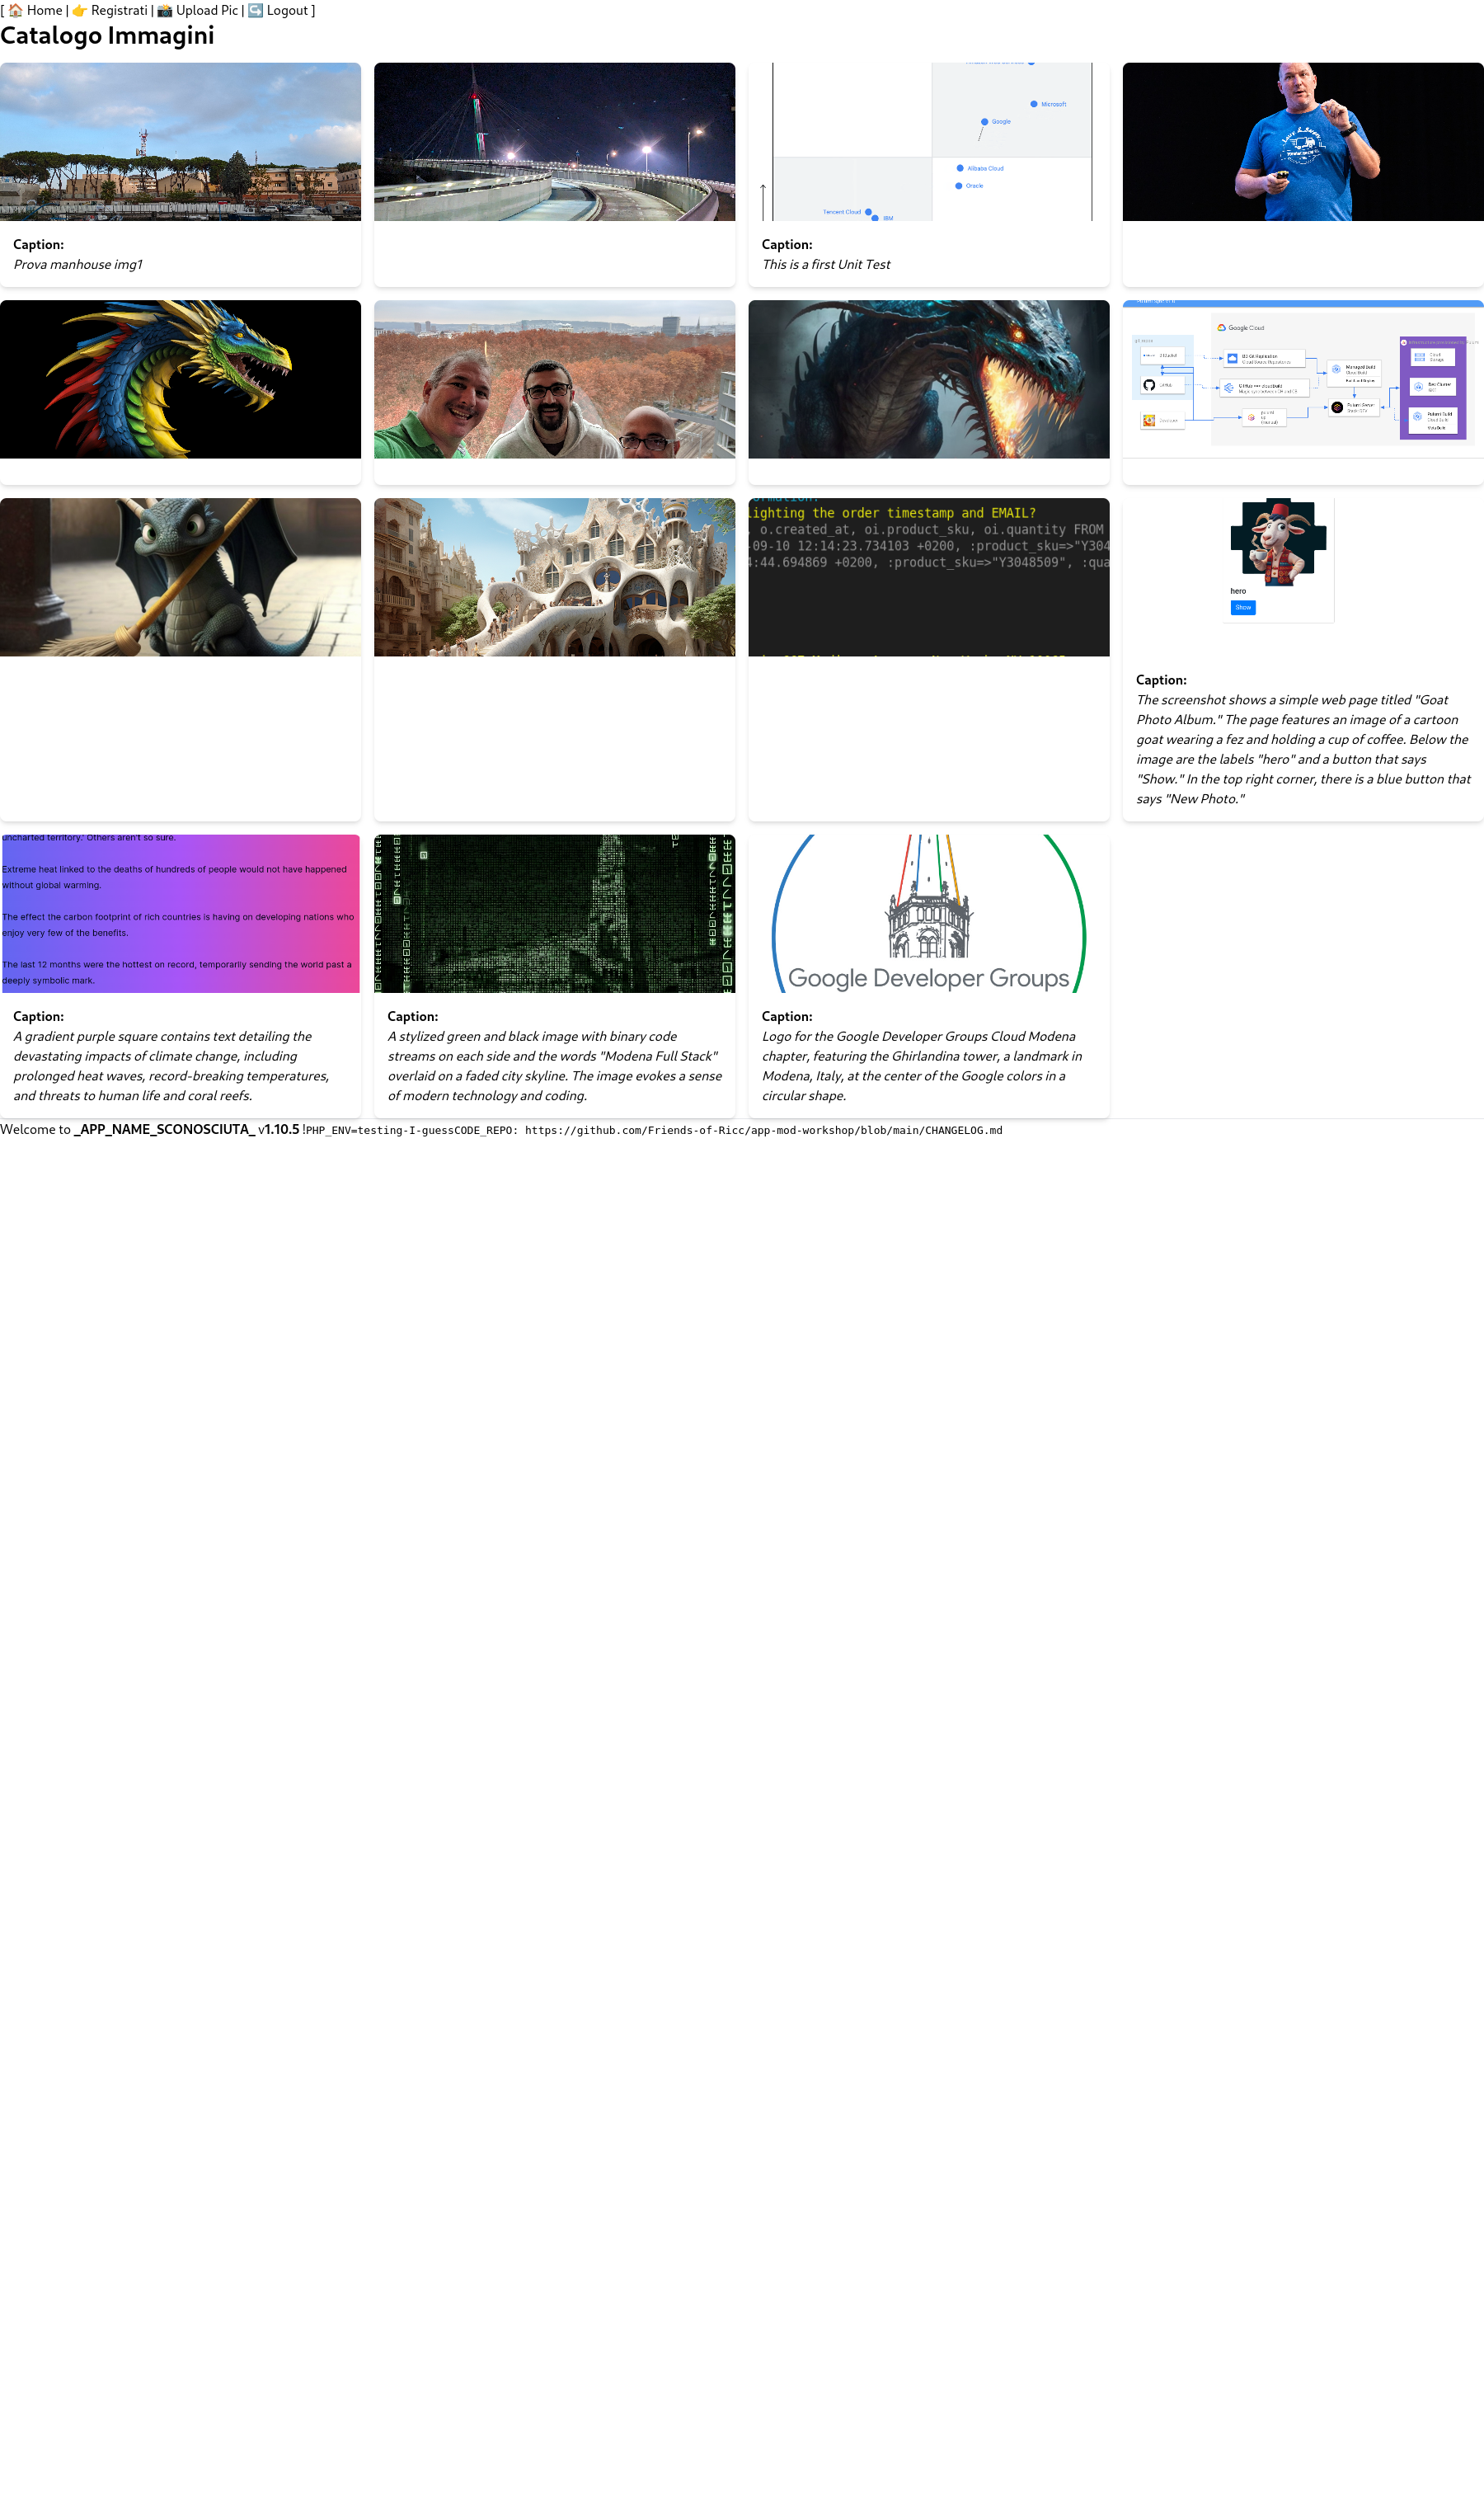 [ 🏠 Home | 👉 Registrati | 📸 Upload Pic | ↪️ Logout ]
Catalogo Immagini
Microsoft
Google
Alibaba Cloud
Oracle
Tencent Cloud
IBM
Caption:
Prova manhouse img1
Caption:
This is a first Unit Test
Google Cloud
lighting the order timestamp and EMAIL?
, o.created_at, oi.product_sku, oi.quantity FROM
-09-10 12:14:23.734103 +0200, :product_sku=>"Y304
4:44.694869 +0200, :product_sku=>"Y3048509", :qua
hero
Show
Caption:
The screenshot shows a simple web page titled "Goat
Photo Album." The page features an image of a cartoon
goat wearing a fez and holding a cup of coffee. Below the
image are the labels "hero" and a button that says
"Show." In the top right corner, there is a blue button that
says "New Photo."
uncharted territory.' Others aren't so sure.
Extreme heat linked to the deaths of hundreds of people would not have happened
without global warming.
The effect the carbon footprint of rich countries is having on developing nations who
enjoy very few of the benefits.
The last 12 months were the hottest on record, temporarily sending the world past a
deeply symbolic mark.
Google Developer Groups
Caption:
A gradient purple square contains text detailing the
devastating impacts of climate change, including
prolonged heat waves, record-breaking temperatures,
and threats to human life and coral reefs.
Caption:
A stylized green and black image with binary code
streams on each side and the words "Modena Full Stack"
overlaid on a faded city skyline. The image evokes a sense
of modern technology and coding.
Caption:
Logo for the Google Developer Groups Cloud Modena
chapter, featuring the Ghirlandina tower, a landmark in
Modena, Italy, at the center of the Google colors in a
circular shape.
Welcome to _APP_NAME_SCONOSCIUTA_ v1.10.5 !PHP_ENV=testing-I-guessCODE_REPO: https://github.com/Friends-of-Ricc/app-mod-workshop/blob/main/CHANGELOG.md